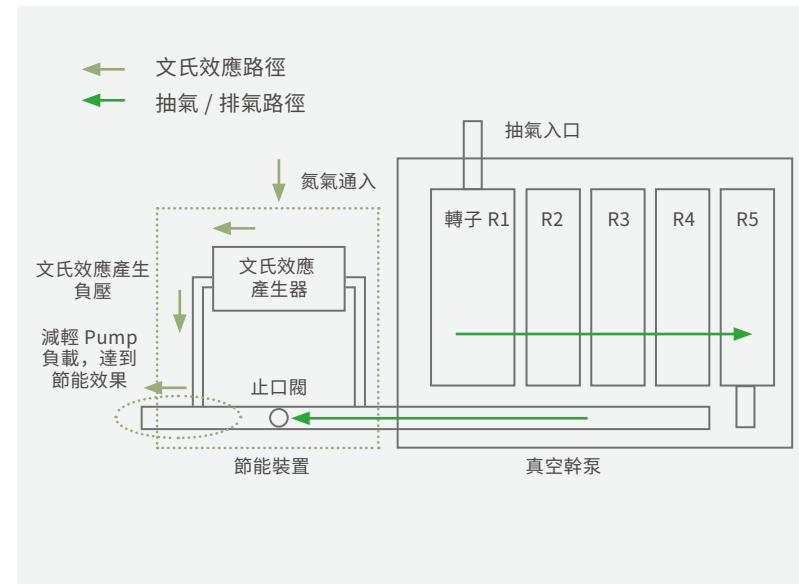 文氏效應路徑
抽氣 / 排氣路徑
抽氣入口
氮氣通入
轉子 R1
R2
R3
R4
R5
文氏效應
產生器
文氏效應產生
負壓
減輕 Pump
負載，達到
節能效果
止口閥
節能裝置
真空幹泵